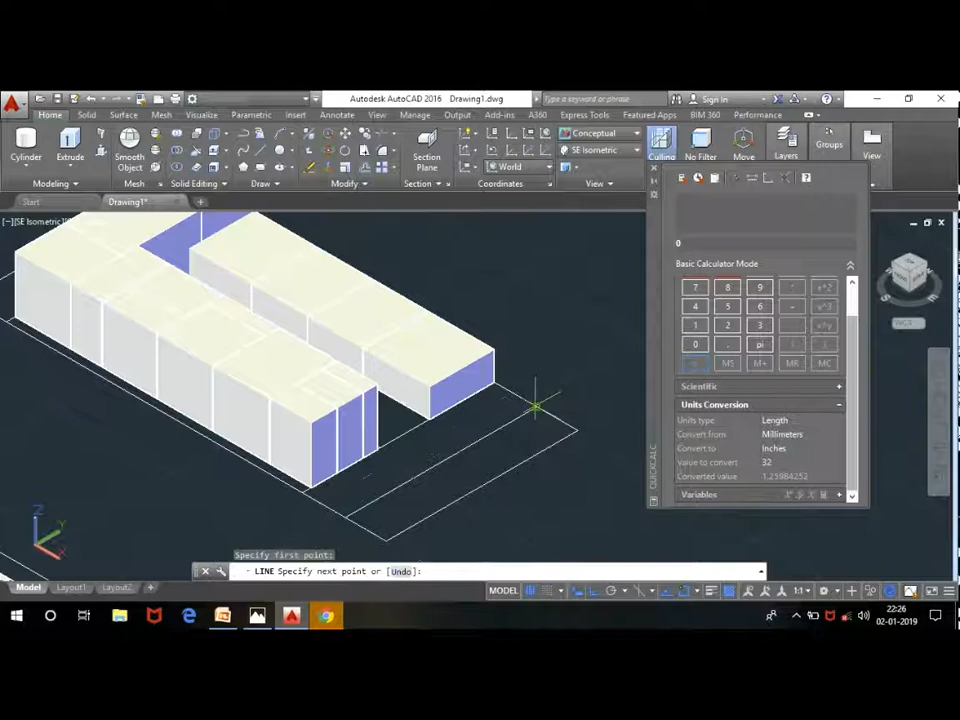 Autodesk AutoCAD 2016 Drawing1.dwg
Type a keyword or phrase
Sign In
Home Solid Surface Mesh Visualize Parametric Insert Annotate View Manage Output Add-ins A360 Express Tools Featured Apps BIM 360 Performance
Cylinder
Extrude
Smooth
Object
Section
Plane
World
Conceptual
SE Isometric
Culling
No Filter
Move
Layers
Groups
View
Modeling
Mesh
Solid Editing
Draw
Modify
Section
Coordinates
View
Start
Drawing1*
[−][SE Isometric]
0
Basic Calculator Mode
7 8 9
4 5 6
x^3
1 2 3
0 . pi
MS M+ MR MC
Scientific +
Units Conversion −
Units type Length
Convert from Millimeters
Convert to Inches
Value to convert 32
Converted value 1.25984252
Variables
QUICKCALC
WCS
Z
Y
X
Specify first point:
LINE Specify next point or [Undo]:
Model Layout1 Layout2 +
MODEL
1:1
22:26
02-01-2019